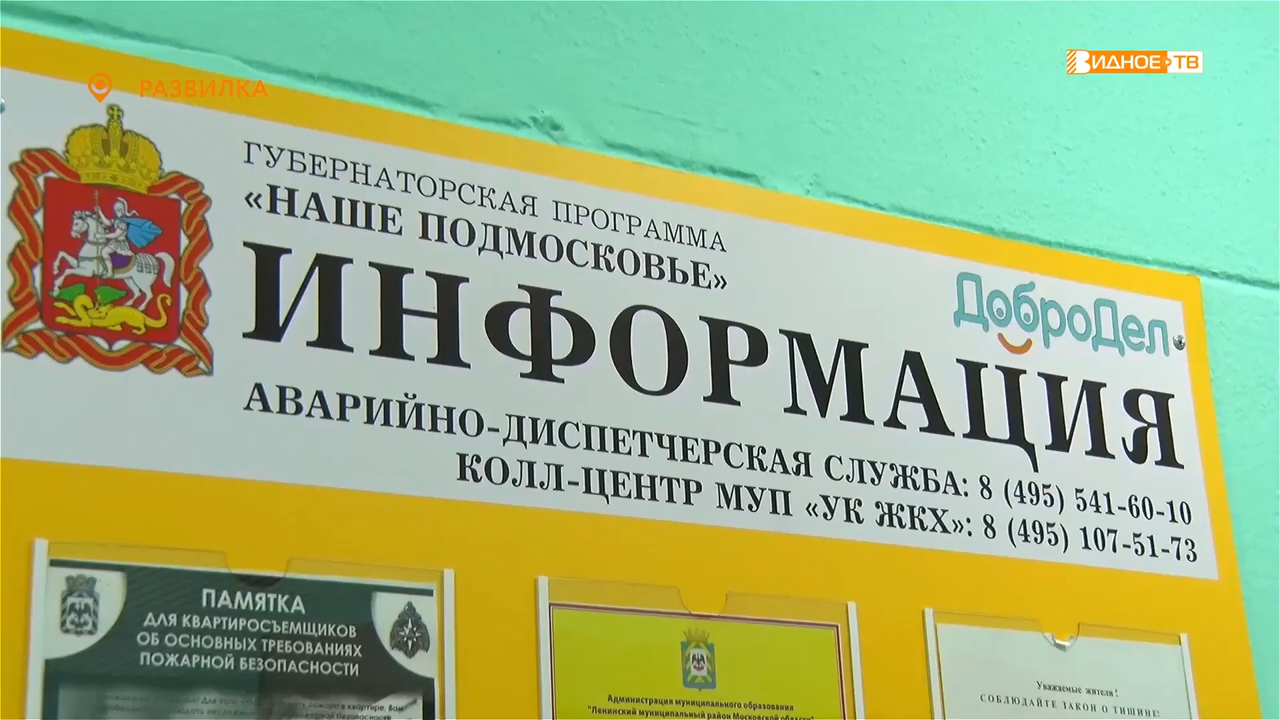 РАЗВИЛКА
ВИДНОЕ ТВ
ГУБЕРНАТОРСКАЯ ПРОГРАММА
«НАШЕ ПОДМОСКОВЬЕ»
ДоброДел
ИНФОРМАЦИЯ
АВАРИЙНО-ДИСПЕТЧЕРСКАЯ СЛУЖБА: 8 (495) 541-60-10
КОЛЛ-ЦЕНТР МУП «УК ЖКХ»: 8 (495) 107-51-73
ПАМЯТКА
ДЛЯ КВАРТИРОСЪЕМЩИКОВ
ОБ ОСНОВНЫХ ТРЕБОВАНИЯХ
ПОЖАРНОЙ БЕЗОПАСНОСТИ
Администрация муниципального образования
"Ленинский муниципальный район Московской области"
Уважаемые жители!
СОБЛЮДАЙТЕ ЗАКОН О ТИШИНЕ!